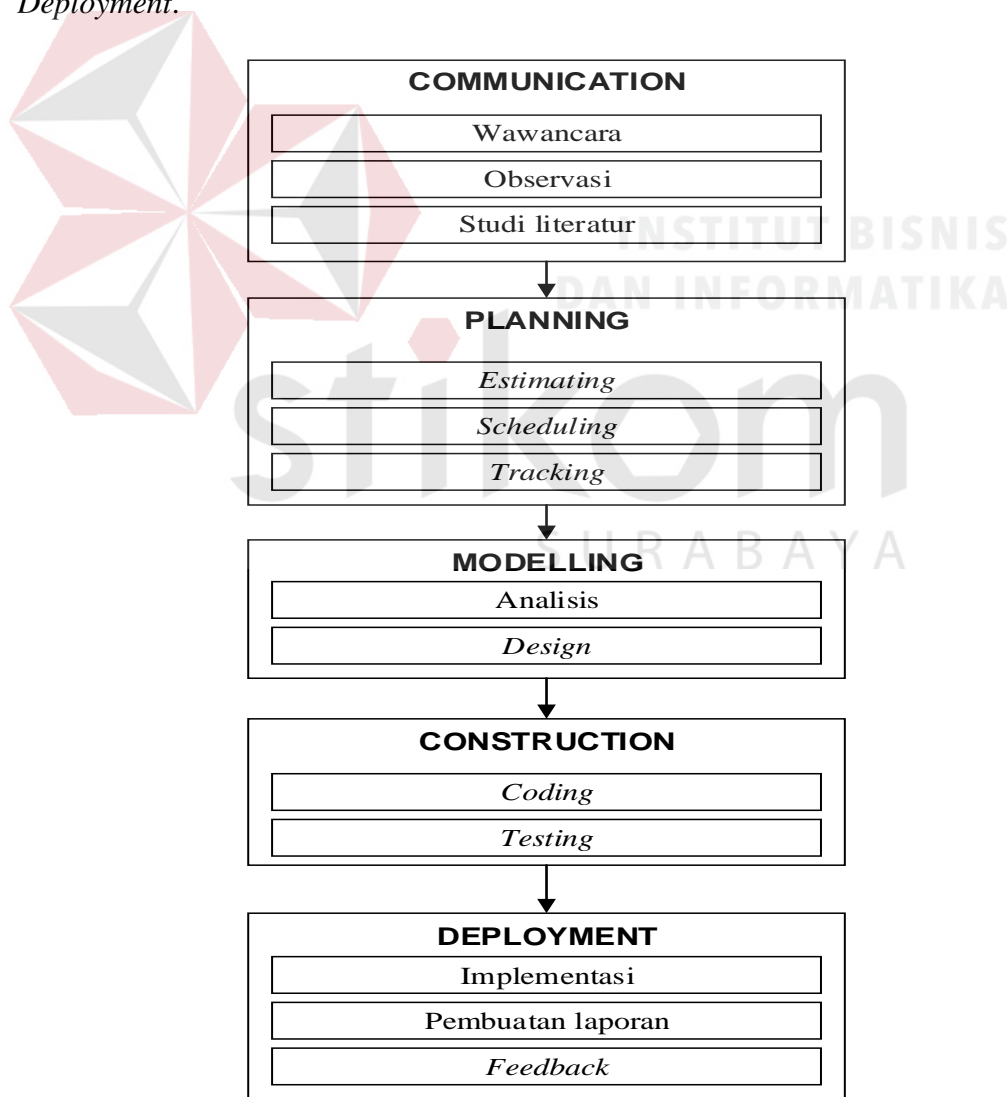 Deployment.
COMMUNICATION
Wawancara
Observasi
Studi literatur
INSTITUT BISNIS
DAN INFORMATIKA
PLANNING
Estimating
Scheduling
Tracking
stikom
SURABAYA
MODELLING
Analisis
Design
CONSTRUCTION
Coding
Testing
DEPLOYMENT
Implementasi
Pembuatan laporan
Feedback